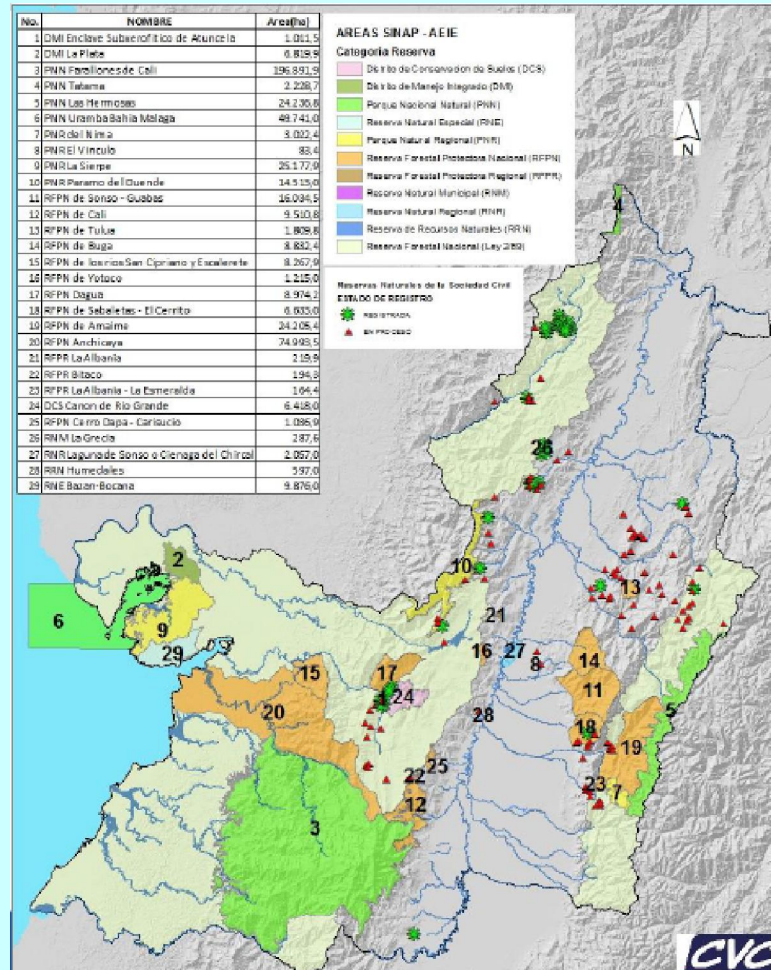 No. NOMBRE Area(ha)
1 DMI Enclave Subxerofitico de Atuncela 1.011,5
2 DMI La Plata 6.819,9
3 PNN Farallones de Cali 196.891,9
4 PNN Tatama 2.228,7
5 PNN Las Hermosas 24.236,8
6 PNN Uramba Bahia Malaga 49.741,0
7 PNR del Nima 3.022,4
8 PNR El Vinculo 83,4
9 PNR La Sierpe 25.177,9
10 PNR Paramo del Duende 14.515,0
11 RFPN de Sonso - Guabas 16.034,5
12 RFPN de Cali 9.510,8
13 RFPN de Tulua 1.809,8
14 RFPN de Buga 8.832,4
15 RFPN de los rios San Cipriano y Escalerete 8.267,9
16 RFPN de Yotoco 1.215,0
17 RFPN Dagua 8.974,2
18 RFPN de Sabaletas - El Cerrito 6.633,0
19 RFPN de Amaime 24.205,4
20 RFPN Anchicaya 74.993,5
21 RFPR La Albania 219,9
22 RFPR Bitaco 194,3
23 RFPR La Albania - La Esmeralda 164,4
24 DCS Canon de Rio Grande 6.418,0
25 RFPN Cerro Dapa - Carisucio 1.086,9
26 RNM La Grecia 287,6
27 RNR Laguna de Sonso o Cienaga del Chircal 2.057,0
28 RRN Humedales 597,0
29 RNE Bazan-Bocana 9.876,0
AREAS SINAP - AEIE
Categoria Reserva
Distrito de Conservacion de Suelos (DCS)
Distrito de Manejo Integrado (DMI)
Parque Nacional Natural (PNN)
Reserva Natural Especial (RNE)
Parque Natural Regional (PNR)
Reserva Forestal Protectora Nacional (RFPN)
Reserva Forestal Protectora Regional (RFPR)
Reserva Natural Municipal (RNM)
Reserva Natural Regional (RNR)
Reserva de Recursos Naturales (RRN)
Reserva Forestal Nacional (Ley 2/59)
Reservas Naturales de la Sociedad Civil
ESTADO DE REGISTRO
REGISTRADA
EN PROCESO
N
4
26
2
10
13
6
9
21
29
16
27
8
14
15
17
24
11
5
20
28
18
19
25
22
23
7
12
3
CVC